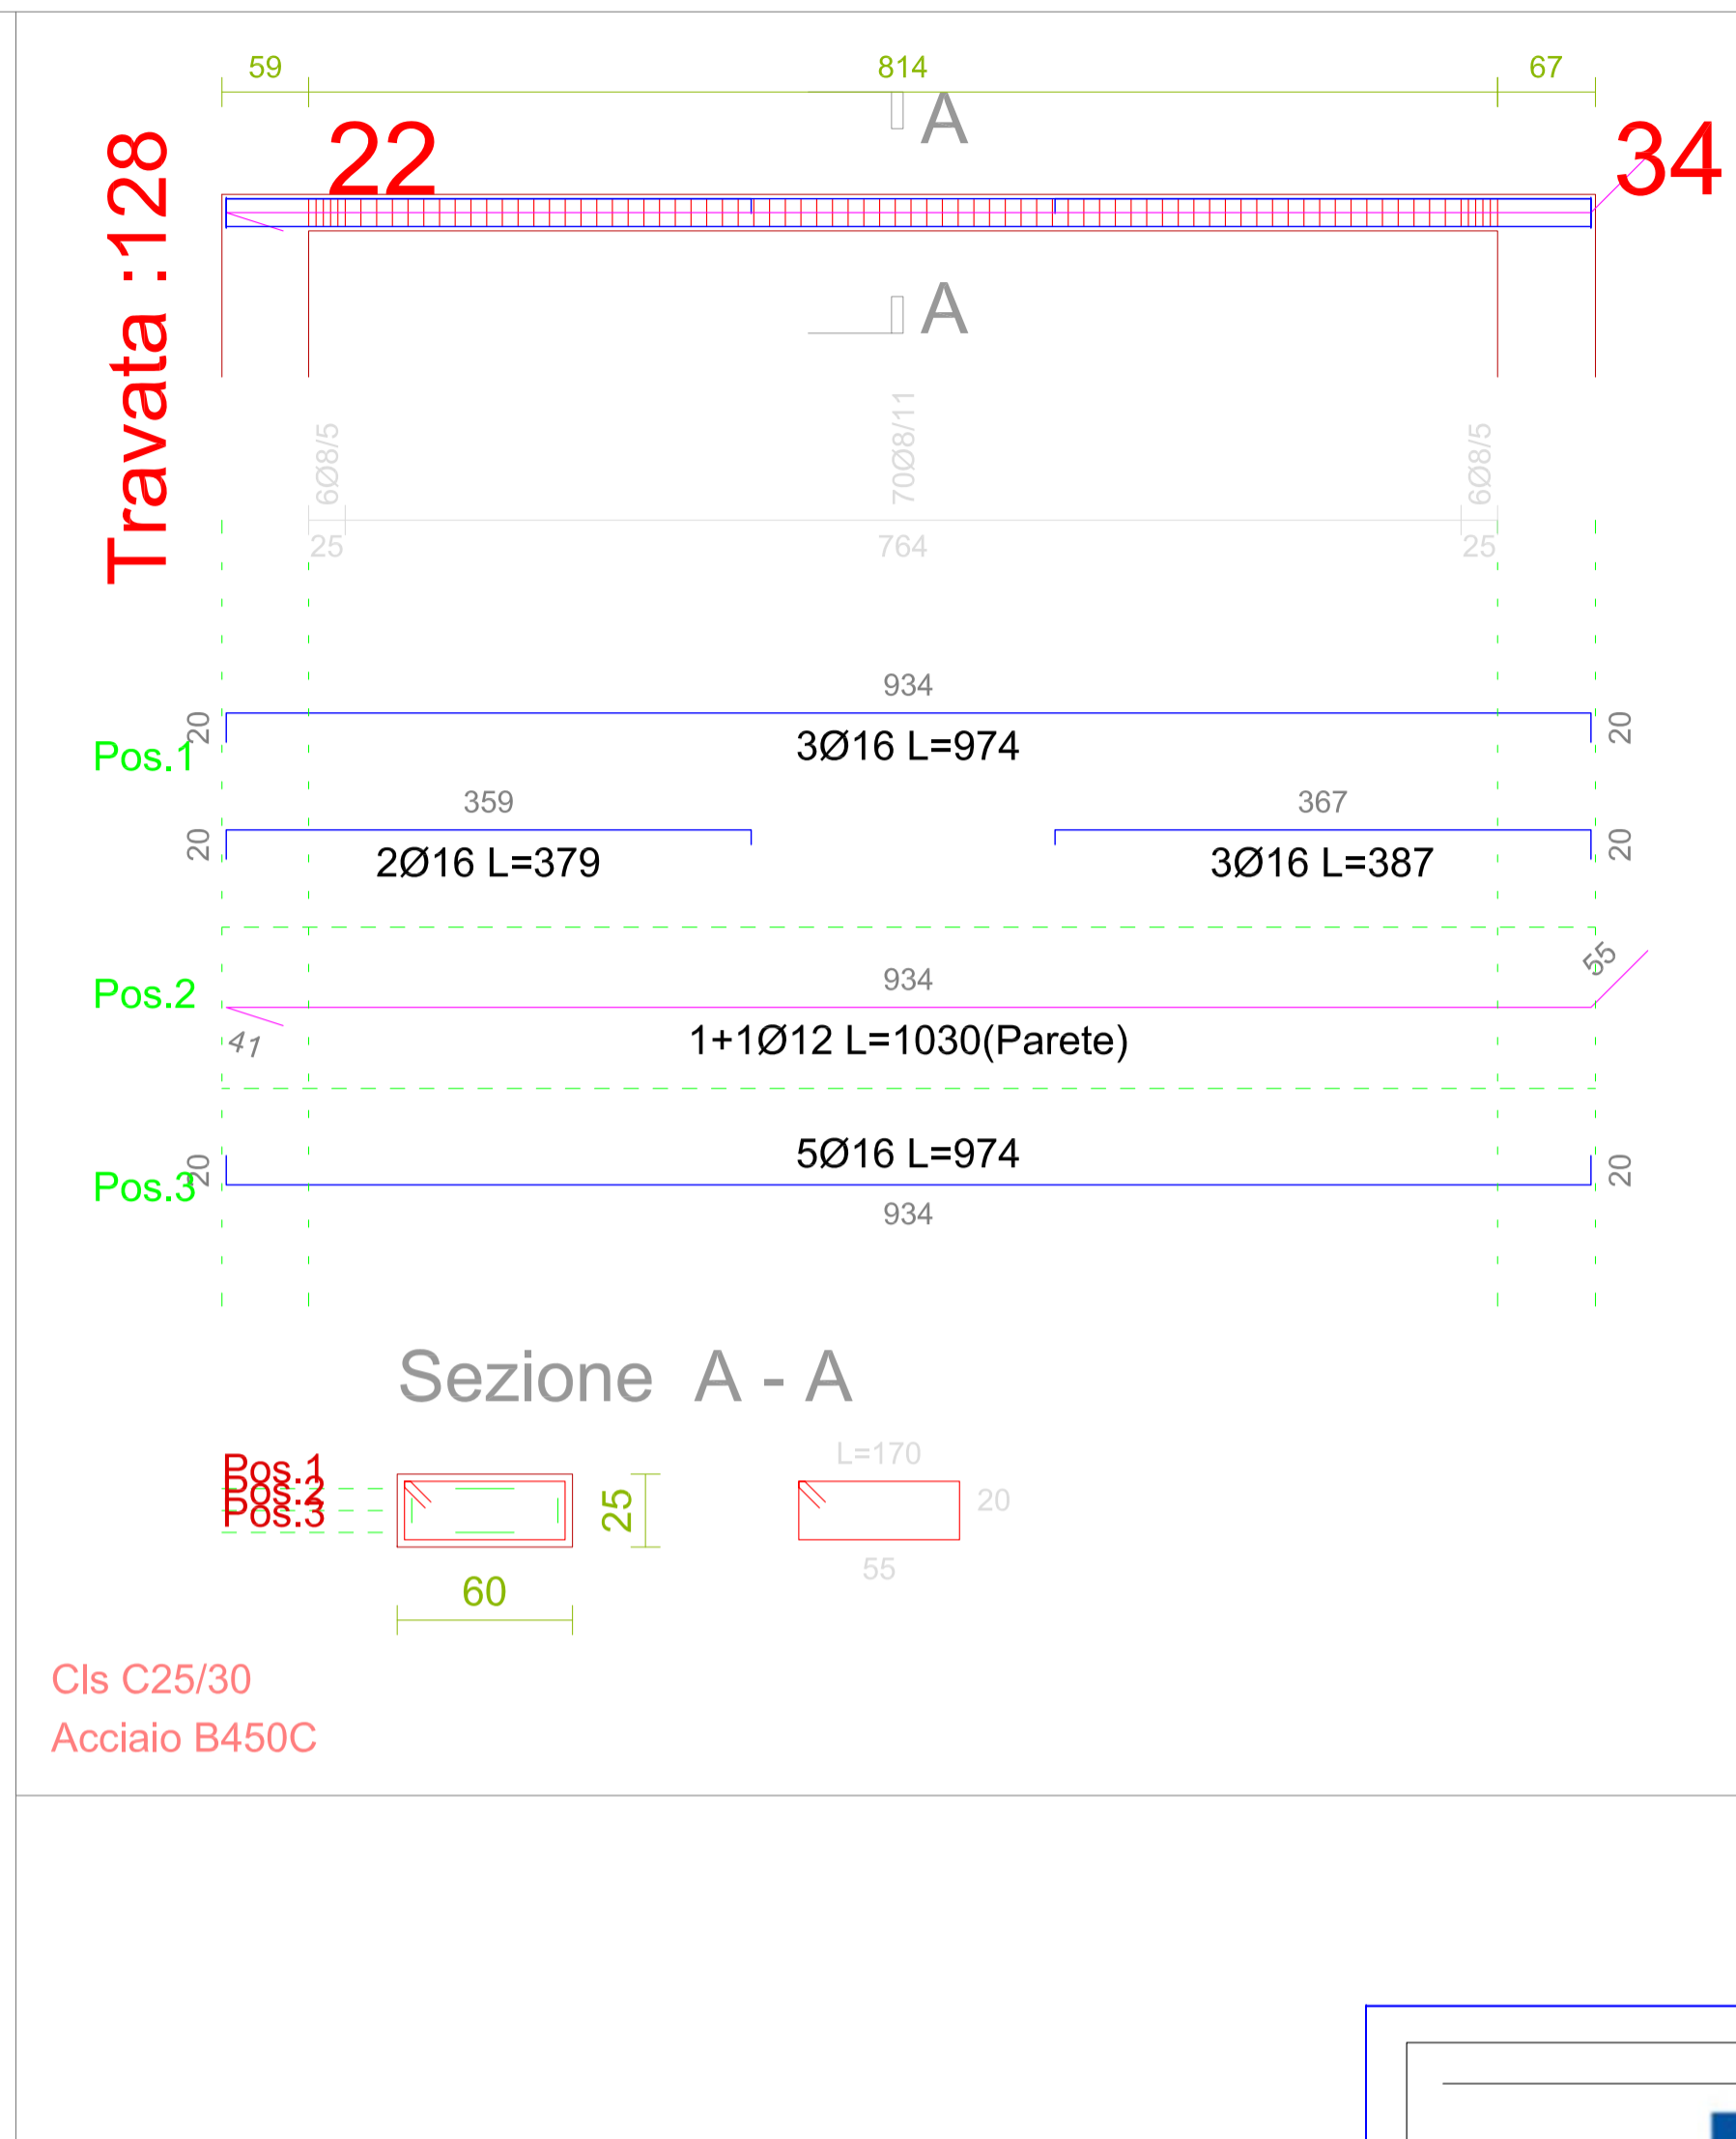 59 814 67
A
22 34
Travata :128
A
6Ø8/5 70Ø8/11 6Ø8/5
25 764 25
934
20 20
Pos.1
3Ø16 L=974
359 367
20 20
2Ø16 L=379 3Ø16 L=387
55
Pos.2
934
41
1+1Ø12 L=1030(Parete)
5Ø16 L=974
20 20
Pos.3
934
Sezione A - A
Pos.1
Pos.2
Pos.3
25
60
L=170
20
55
Cls C25/30
Acciaio B450C